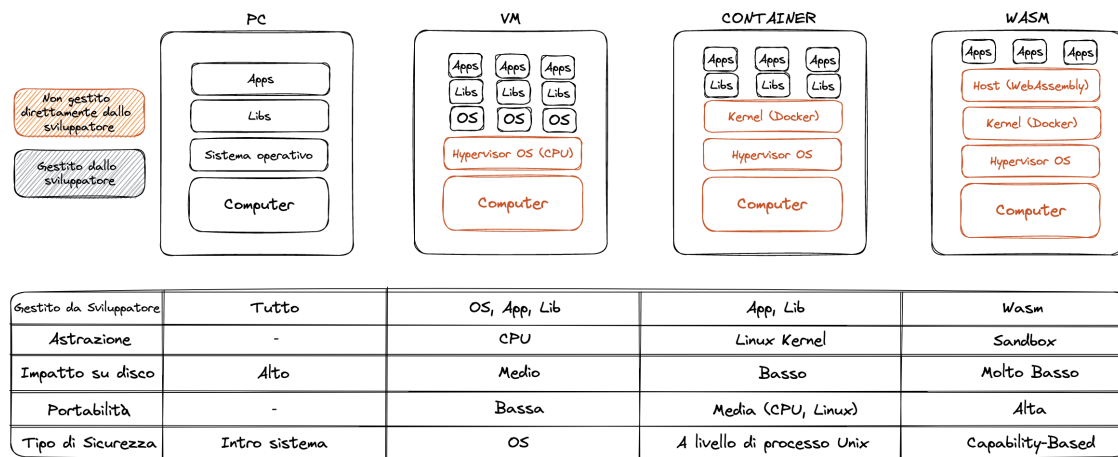 PC
VM
CONTAINER
WASM
Non gestito
direttamente dallo
sviluppatore
Gestito dallo
sviluppatore
Apps
Libs
Sistema operativo
Computer
Apps Apps Apps
Libs Libs Libs
OS OS OS
Hypervisor OS (CPU)
Computer
Apps Apps Apps
Libs Libs Libs
Kernel (Docker)
Hypervisor OS
Computer
Apps Apps Apps
Host (WebAssembly)
Kernel (Docker)
Hypervisor OS
Computer
Gestito da Sviluppatore Tutto OS, App, Lib App, Lib Wasm
Astrazione - CPU Linux Kernel Sandbox
Impatto su disco Alto Medio Basso Molto Basso
Portabilità - Bassa Media (CPU, Linux) Alta
Tipo di Sicurezza Intro sistema OS A livello di processo Unix Capability-Based